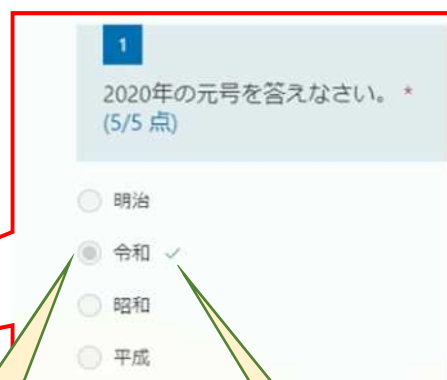 1
2020年の元号を答えなさい。 *
(5/5 点)
明治
令和 ✓
昭和
平成